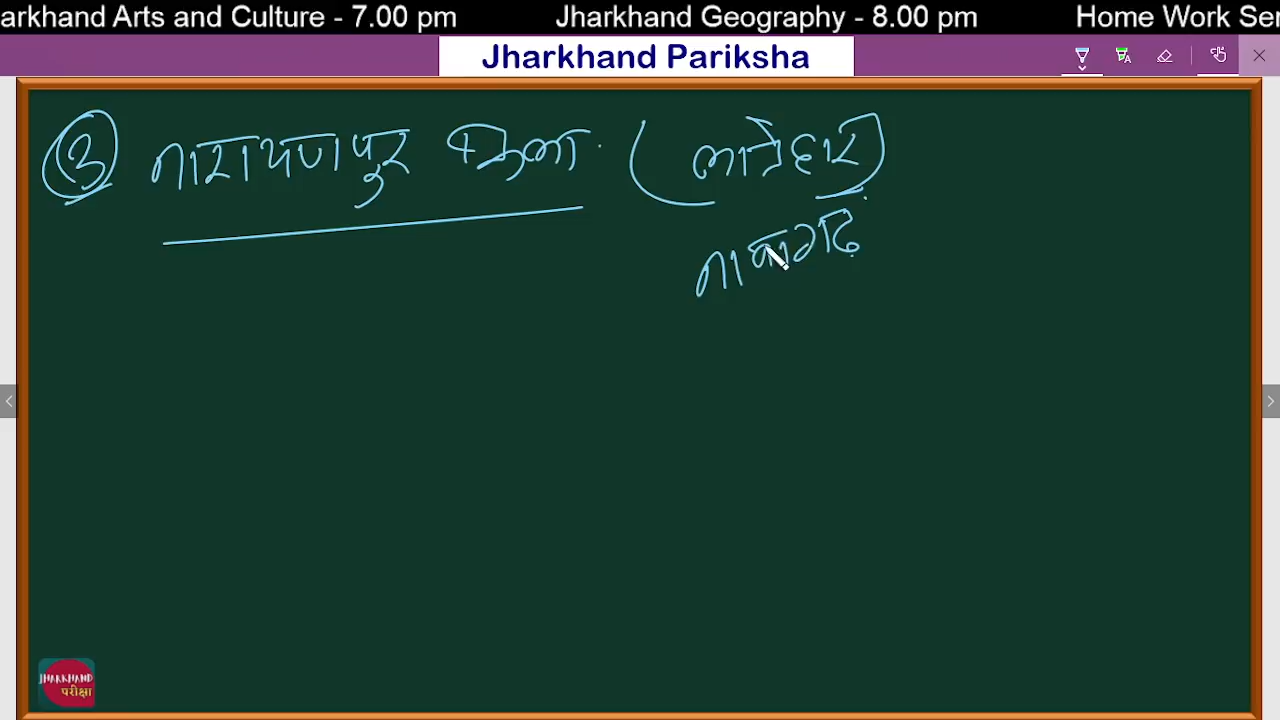 arkhand Arts and Culture - 7.00 pm Jharkhand Geography - 8.00 pm Home Work Ser
Jharkhand Pariksha
③ नारायणपुर किला (लातेहार)
नावागढ़
JHARKHAND
परीक्षा